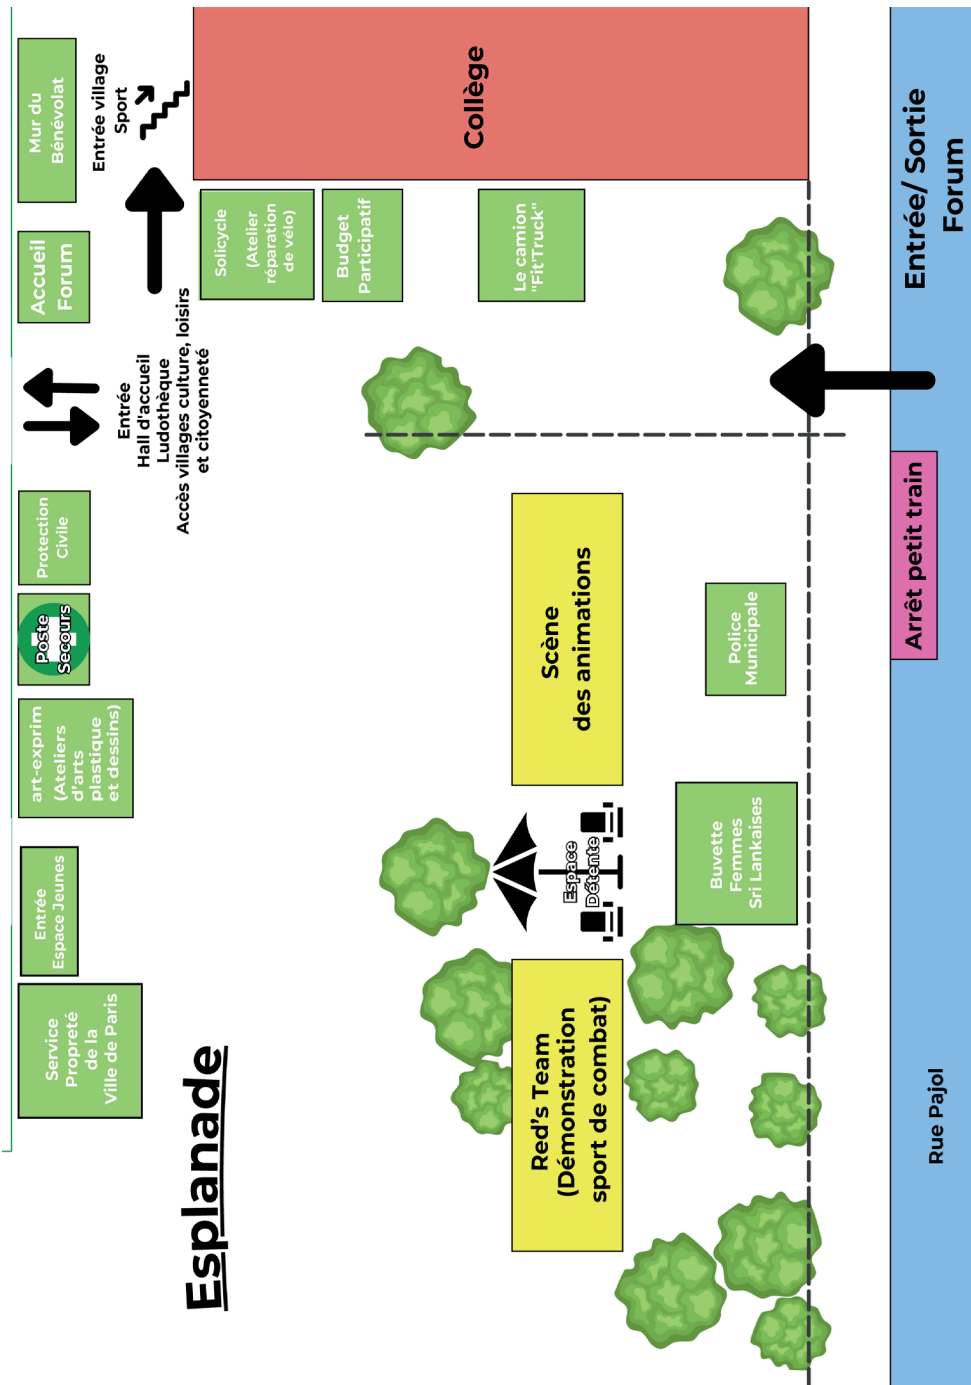 Service
Propreté
de la
Ville de Paris
Entrée
Espace Jeunes
art-exprim
(Ateliers
d'arts
plastique
et dessins)
Poste
Secours
Protection
Civile
Accueil
Forum
Mur du
Bénévolat
Entrée village
Sport
Entrée
Hall d'accueil
Ludothèque
Accès villages culture, loisirs
et citoyenneté
Esplanade
Solicycle
(Atelier
réparation
de vélo)
Budget
Participatif
Le camion
"Fit'Truck"
Collège
Red's Team
(Démonstration
sport de combat)
Espace
Détente
Scène
des animations
Buvette
Femmes
Sri Lankaises
Police
Municipale
Rue Pajol
Arrêt petit train
Entrée/ Sortie
Forum